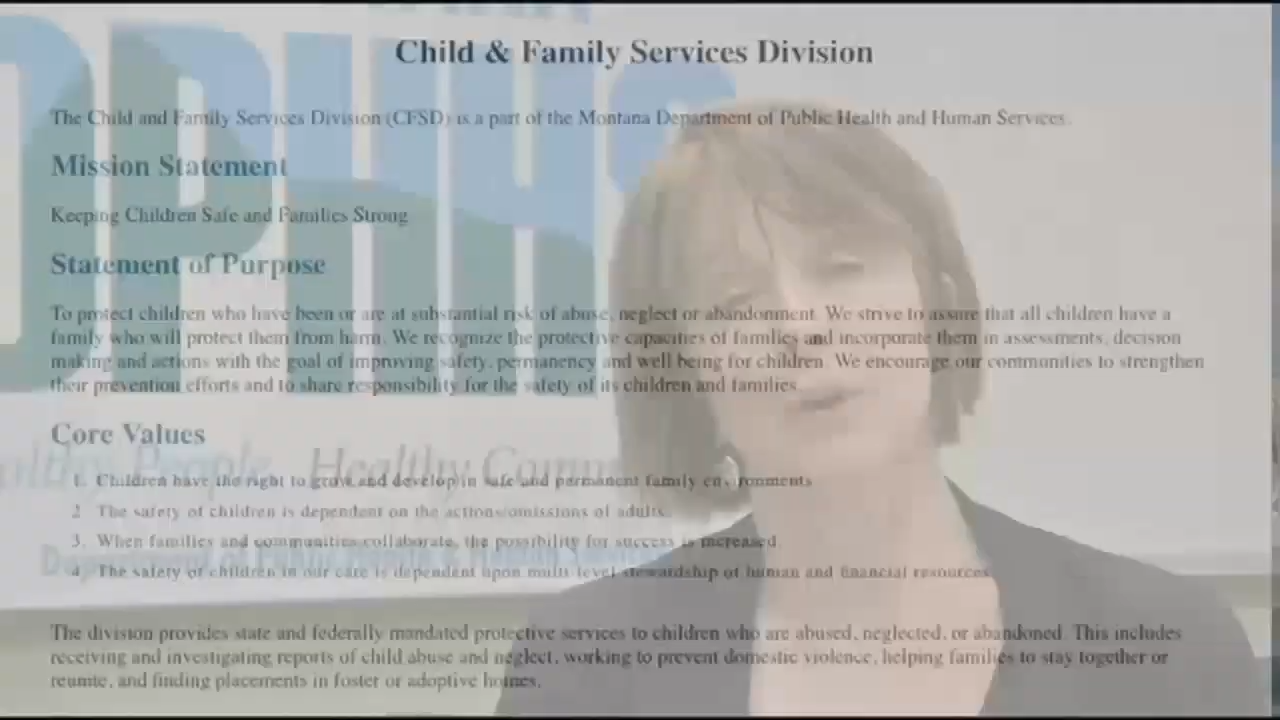 Child & Family Services Division
DPHHS
The Child and Family Services Division (CFSD) is a part of the Montana Department of Public Health and Human Services.
Mission Statement
Keeping Children Safe and Families Strong
Statement of Purpose
To protect children who have been or are at substantial risk of abuse, neglect or abandonment. We strive to assure that all children have a
family who will protect them from harm. We recognize the protective capacities of families and incorporate them in assessments, decision
making and actions with the goal of improving safety, permanency and well being for children. We encourage our communities to strengthen
their prevention efforts and to share responsibility for the safety of its children and families.
Core Values
People. Healthy
1. Children have the right to grow and develop in safe and permanent family environments
2. The safety of children is dependent on the actions/omissions of adults.
3. When families and communities collaborate, the possibility for success is increased.
Department of Public Health & Human Services
4. The safety of children in our care is dependent upon multi-level stewardship of human and financial resources.
The division provides state and federally mandated protective services to children who are abused, neglected, or abandoned. This includes
receiving and investigating reports of child abuse and neglect, working to prevent domestic violence, helping families to stay together or
reunite, and finding placements in foster or adoptive homes.